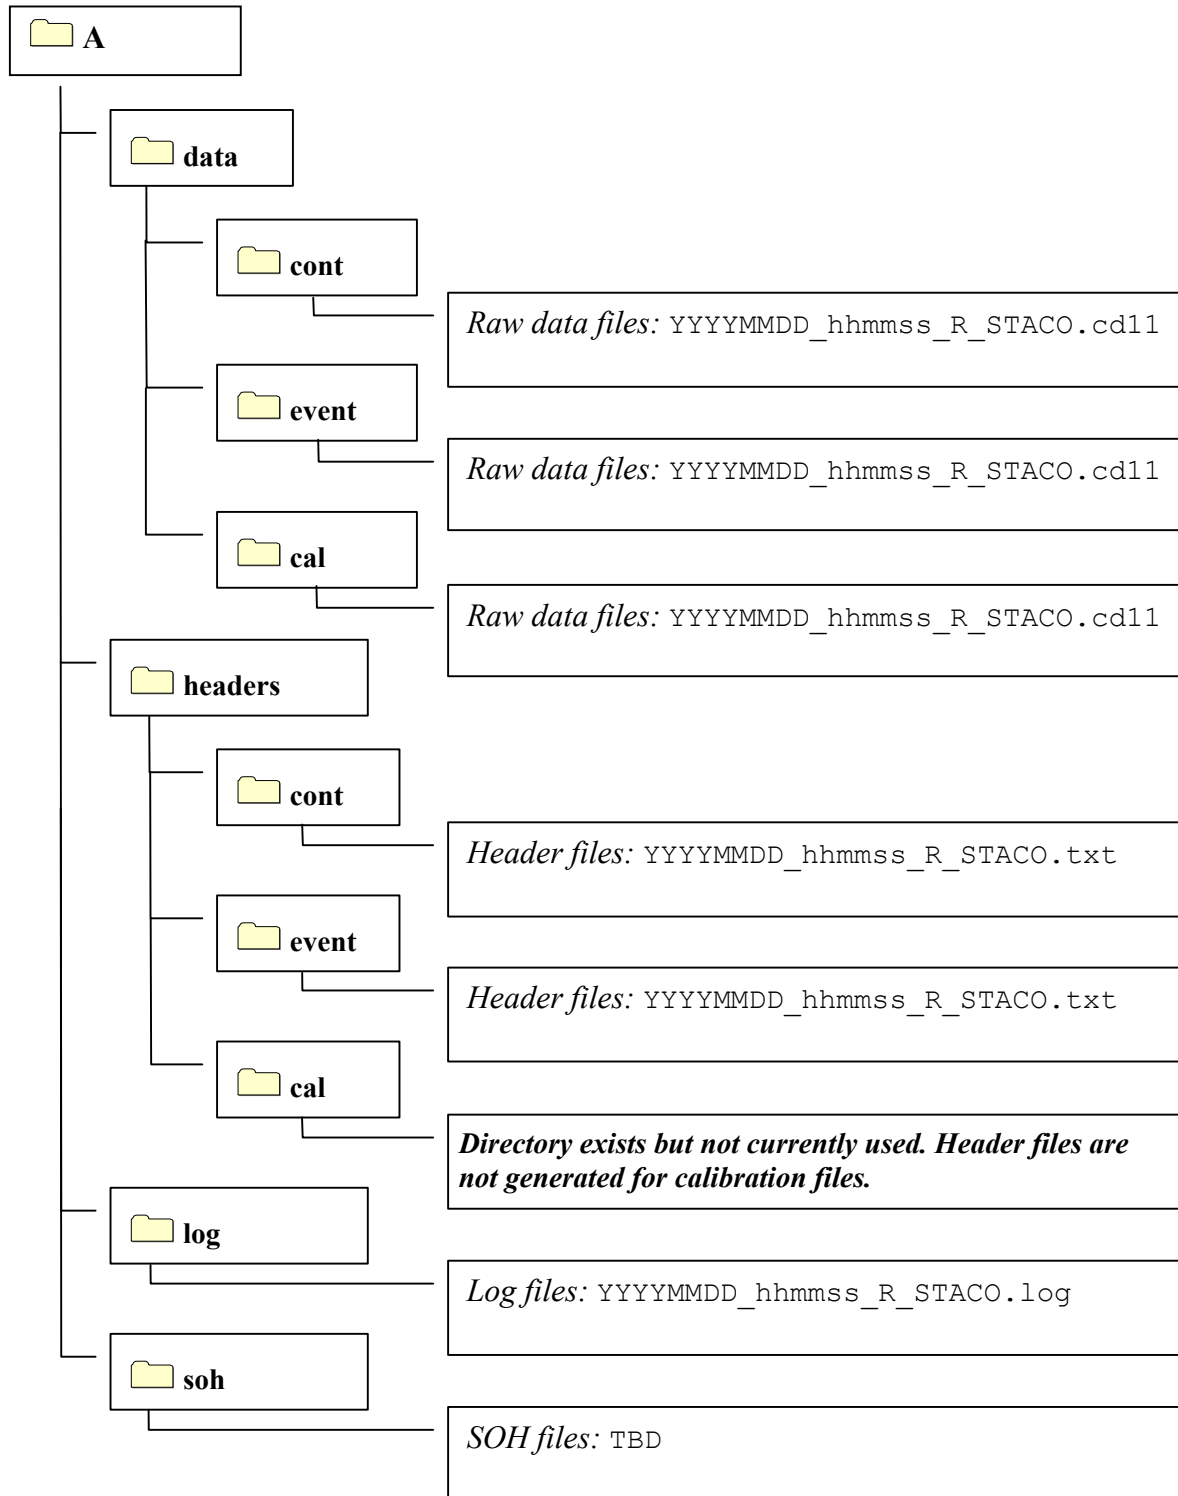 A
data
cont
Raw data files: YYYYMMDD_hhmmss_R_STACO.cd11
event
Raw data files: YYYYMMDD_hhmmss_R_STACO.cd11
cal
Raw data files: YYYYMMDD_hhmmss_R_STACO.cd11
headers
cont
Header files: YYYYMMDD_hhmmss_R_STACO.txt
event
Header files: YYYYMMDD_hhmmss_R_STACO.txt
cal
Directory exists but not currently used. Header files are
not generated for calibration files.
log
Log files: YYYYMMDD_hhmmss_R_STACO.log
soh
SOH files: TBD